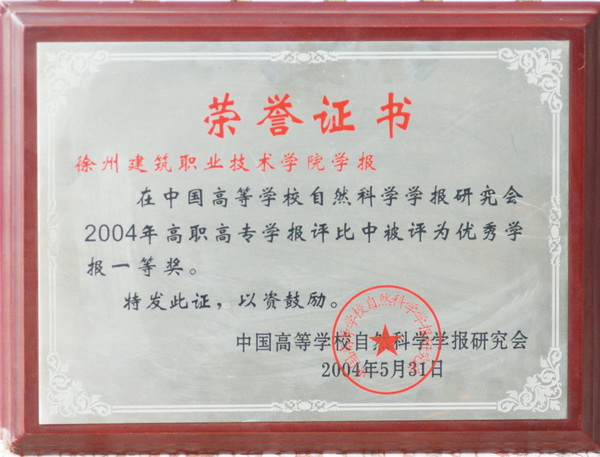 荣誉证书
徐州建筑职业技术学院学报
在中国高等学校自然科学学报研究会
2004年高职高专学报评比中被评为优秀学
报一等奖。
特发此证，以资鼓励。
中国高等学校自然科学学报研究会
2004年5月31日